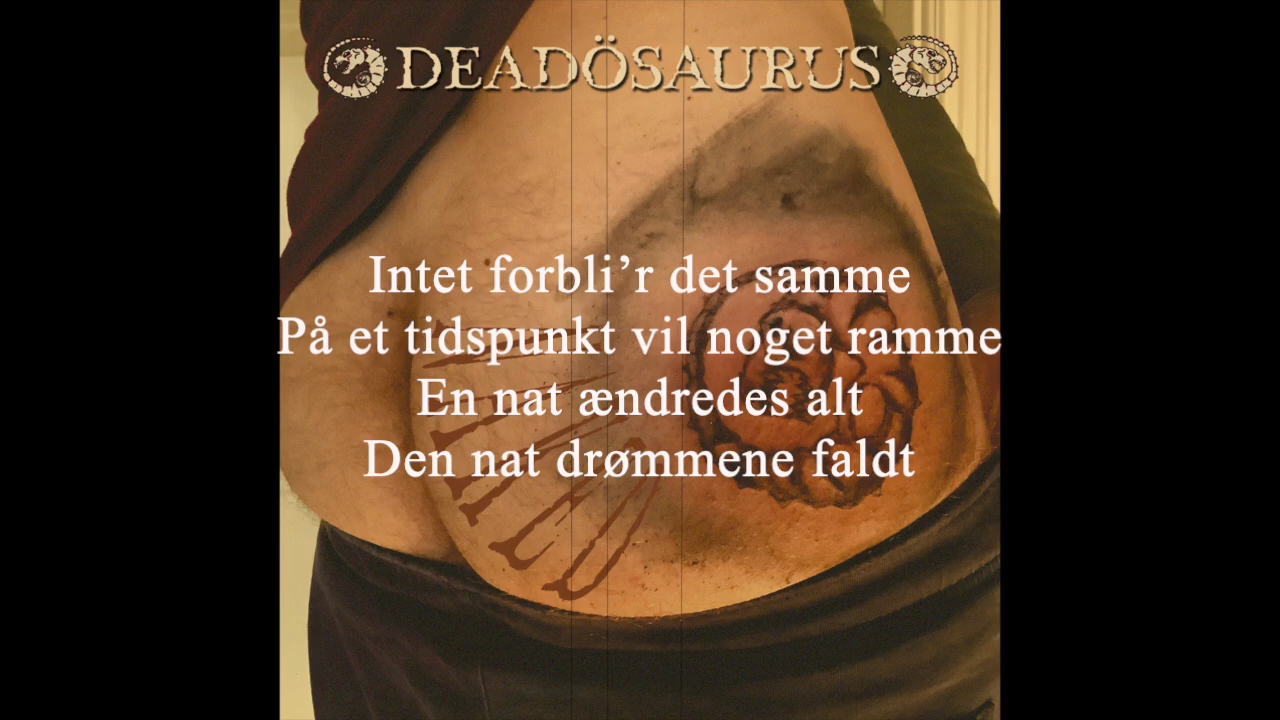 DEADÖSAURUS
Intet forbli’r det samme
På et tidspunkt vil noget ramme
En nat ændredes alt
Den nat drømmene faldt